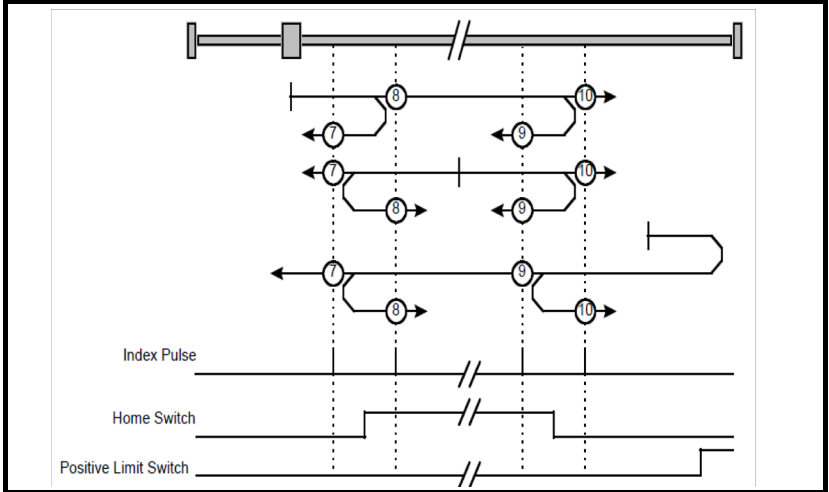 8 10
7 9
7 10
8 9
7 9
8 10
Index Pulse
Home Switch
Positive Limit Switch